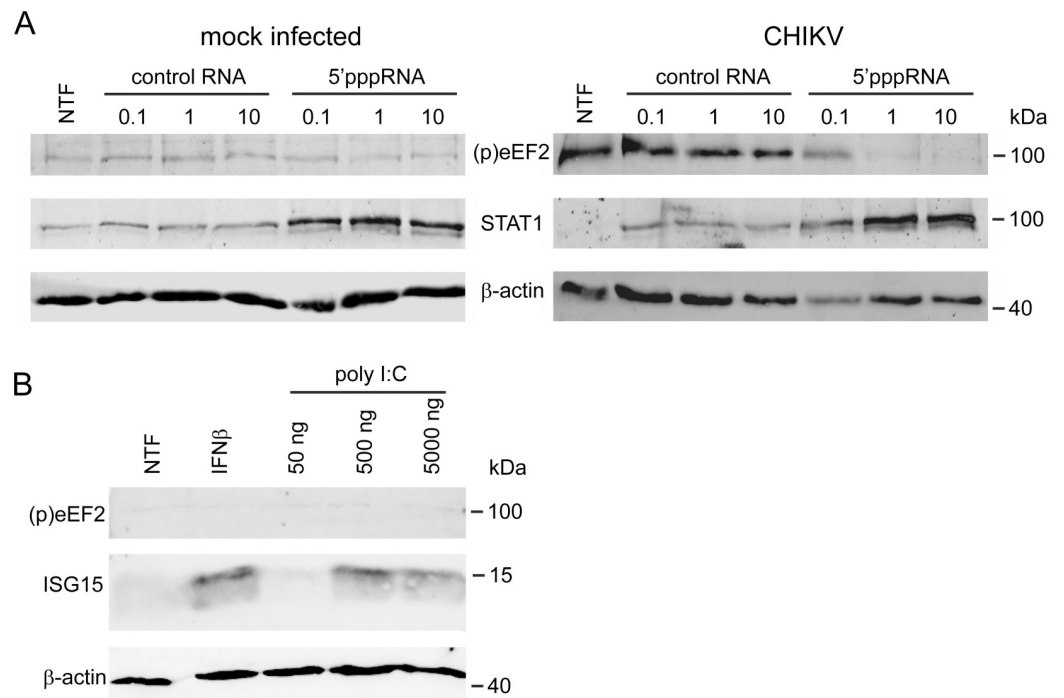 A
mock infected
CHIKV
NTF
control RNA
5'pppRNA
0.1 1 10 0.1 1 10
NTF
control RNA
5'pppRNA
0.1 1 10 0.1 1 10
kDa
(p)eEF2
100
STAT1
100
β-actin
40
B
poly I:C
NTF
IFNβ
50 ng
500 ng
5000 ng
kDa
(p)eEF2
100
ISG15
15
β-actin
40